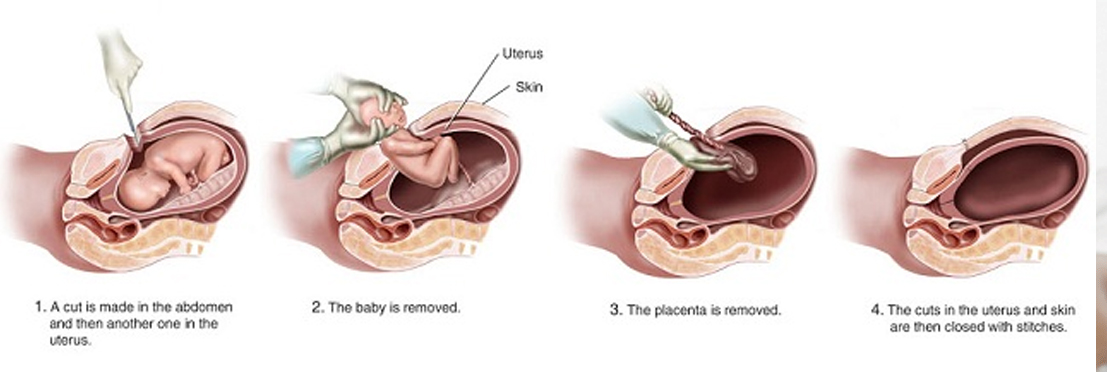 Uterus
Skin
1. A cut is made in the abdomen
and then another one in the
uterus.
2. The baby is removed.
3. The placenta is removed.
4. The cuts in the uterus and skin
are then closed with stitches.